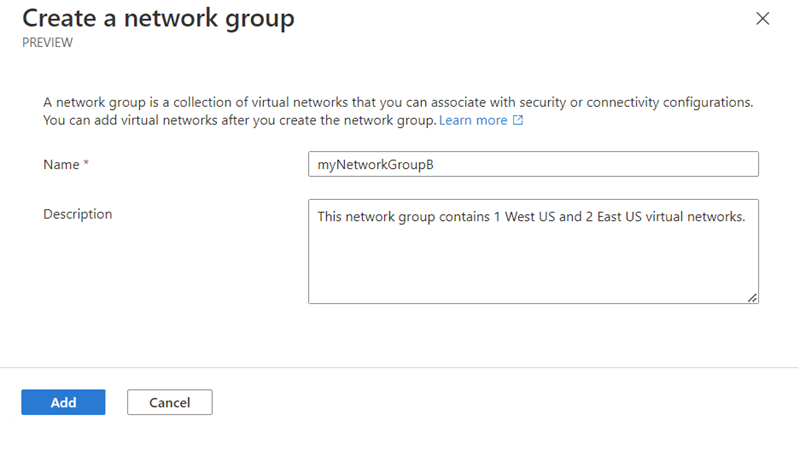 Create a network group
PREVIEW
A network group is a collection of virtual networks that you can associate with security or connectivity configurations.
You can add virtual networks after you create the network group. Learn more
Name *
myNetworkGroupB
Description
This network group contains 1 West US and 2 East US virtual networks.
Add
Cancel